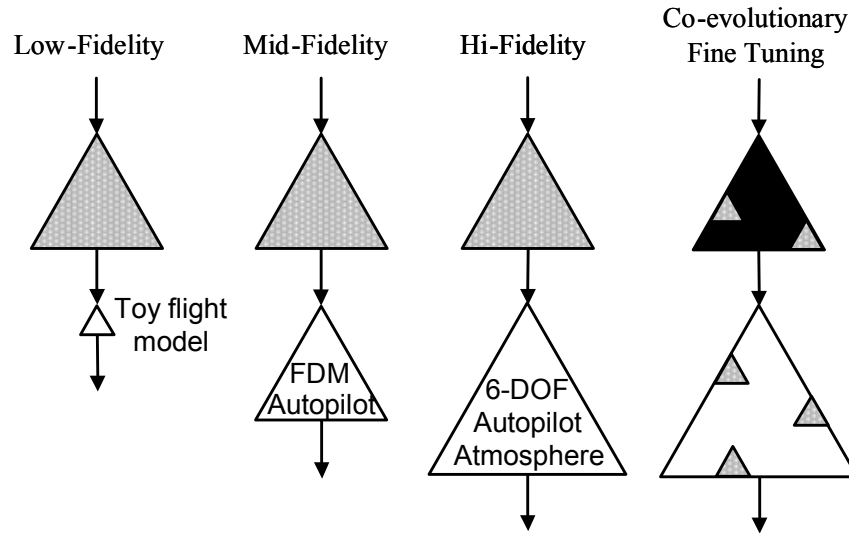 Low-Fidelity
Mid-Fidelity
Hi-Fidelity
Co-evolutionary
Fine Tuning
Toy flight
model
FDM
Autopilot
6-DOF
Autopilot
Atmosphere